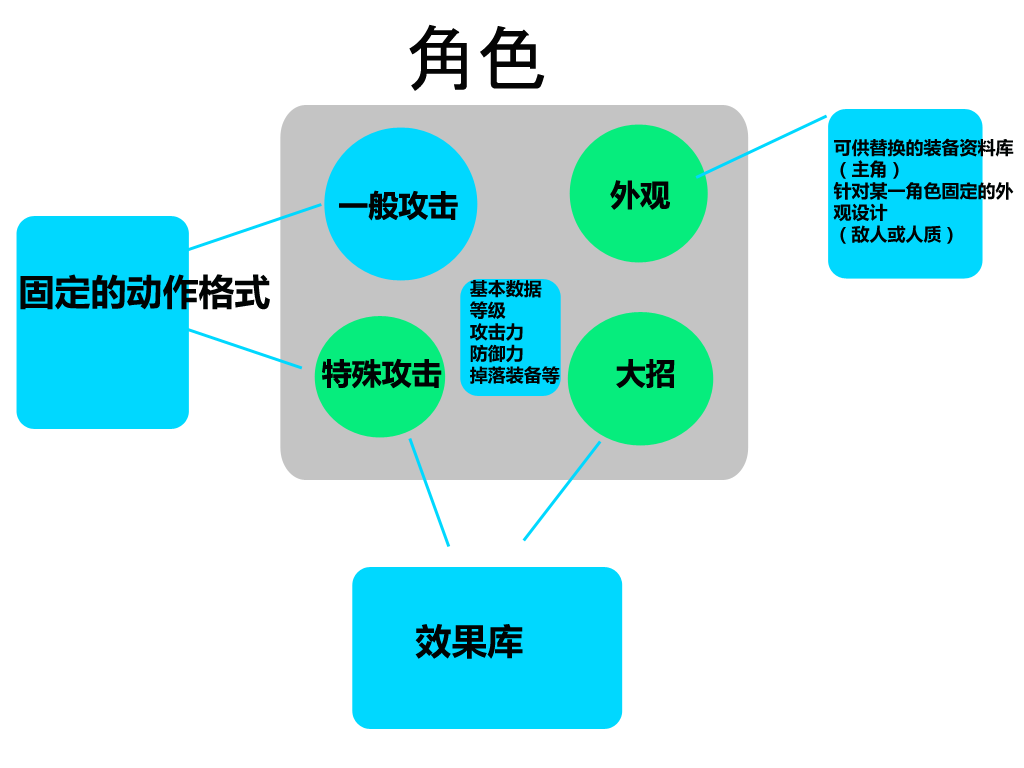 角色
一般攻击
外观
可供替换的装备资料库
（主角）
针对某一角色固定的外
观设计
（敌人或人质）
固定的动作格式
基本数据
等级
攻击力
防御力
掉落装备等
特殊攻击
大招
效果库